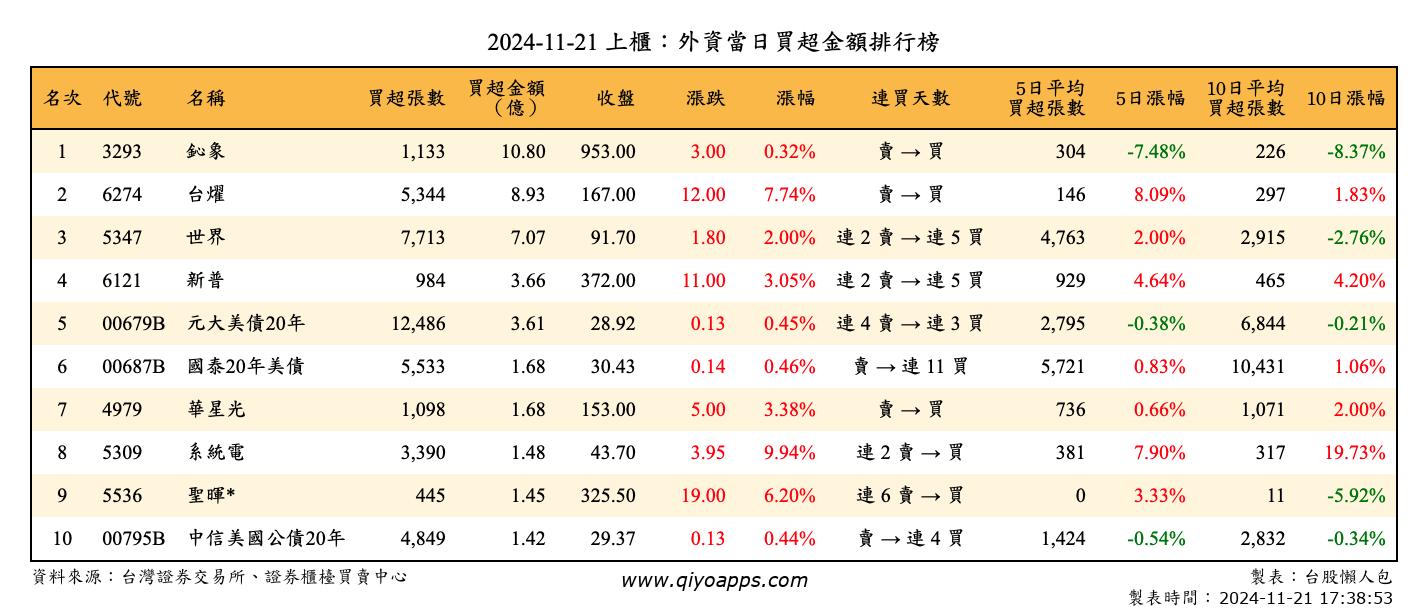 2024-11-21 上櫃：外資當日買超金額排行榜
名次 代號 名稱 買超張數 買超金額（億） 收盤 漲跌 漲幅 連買天數 5日平均買超張數 5日漲幅 10日平均買超張數 10日漲幅
1 3293 鈊象 1,133 10.80 953.00 3.00 0.32% 賣 → 買 304 -7.48% 226 -8.37%
2 6274 台燿 5,344 8.93 167.00 12.00 7.74% 賣 → 買 146 8.09% 297 1.83%
3 5347 世界 7,713 7.07 91.70 1.80 2.00% 連 2 賣 → 連 5 買 4,763 2.00% 2,915 -2.76%
4 6121 新普 984 3.66 372.00 11.00 3.05% 連 2 賣 → 連 5 買 929 4.64% 465 4.20%
5 00679B 元大美債20年 12,486 3.61 28.92 0.13 0.45% 連 4 賣 → 連 3 買 2,795 -0.38% 6,844 -0.21%
6 00687B 國泰20年美債 5,533 1.68 30.43 0.14 0.46% 賣 → 連 11 買 5,721 0.83% 10,431 1.06%
7 4979 華星光 1,098 1.68 153.00 5.00 3.38% 賣 → 買 736 0.66% 1,071 2.00%
8 5309 系統電 3,390 1.48 43.70 3.95 9.94% 連 2 賣 → 買 381 7.90% 317 19.73%
9 5536 聖暉* 445 1.45 325.50 19.00 6.20% 連 6 賣 → 買 0 3.33% 11 -5.92%
10 00795B 中信美國公債20年 4,849 1.42 29.37 0.13 0.44% 賣 → 連 4 買 1,424 -0.54% 2,832 -0.34%
資料來源：台灣證券交易所、證券櫃檯買賣中心 www.qiyoapps.com 製表：台股懶人包
製表時間：2024-11-21 17:38:53